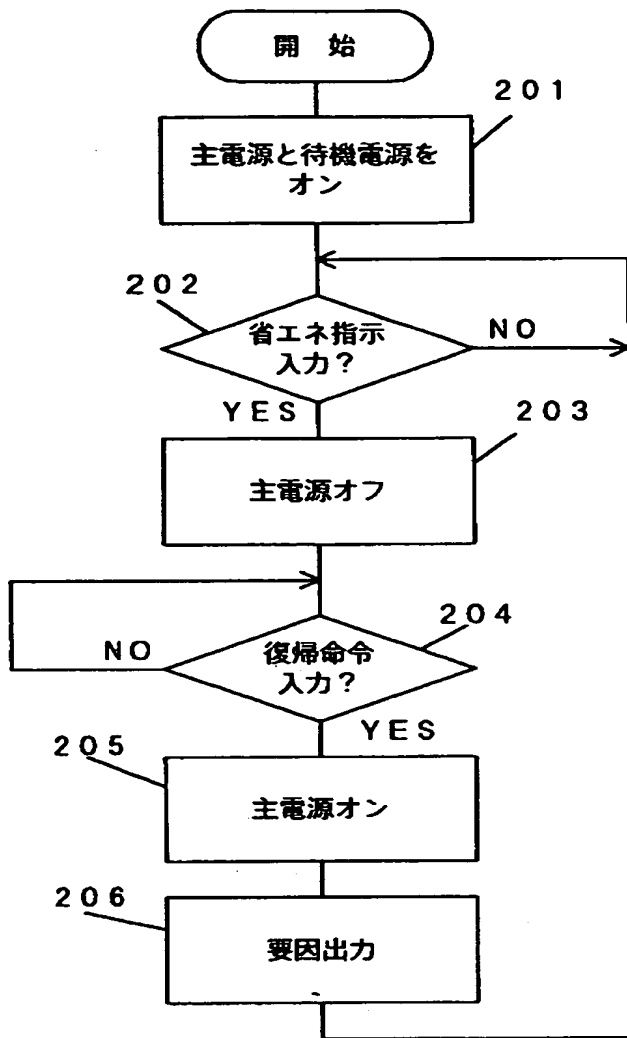 開 始
201
主電源と待機電源を
オン
202
省エネ指示
入力?
NO
YES
203
主電源オフ
204
NO
復帰命令
入力?
YES
205
主電源オン
206
要因出力